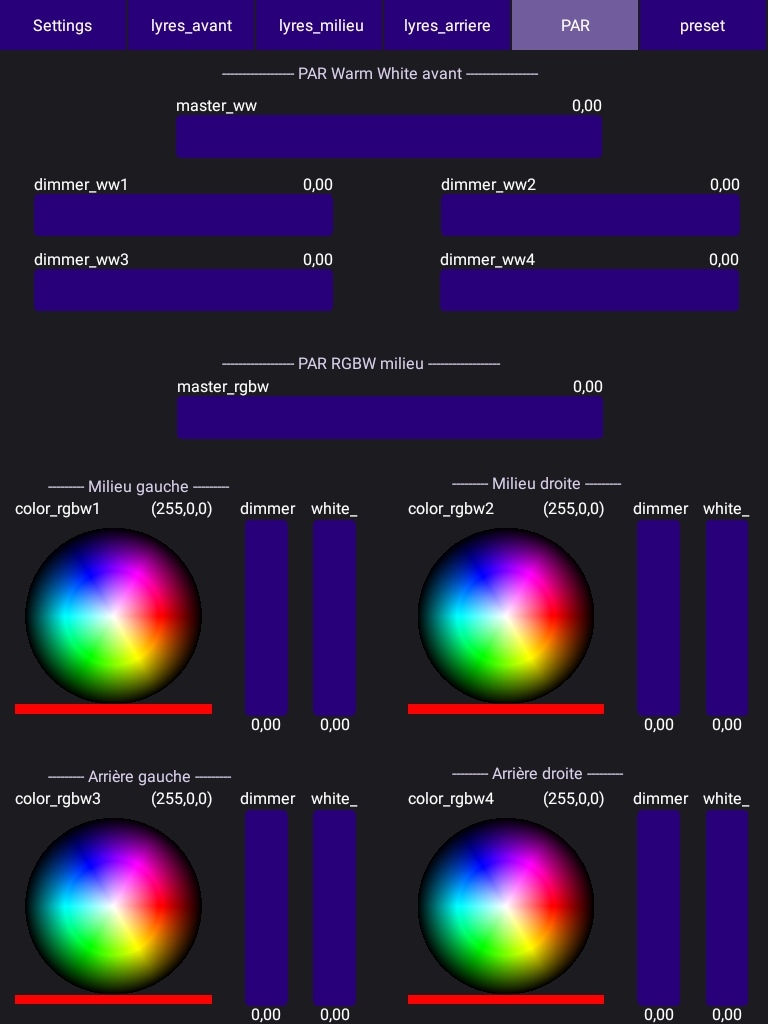 Settings lyres_avant lyres_milieu lyres_arriere PAR preset
---------------- PAR Warm White avant ----------------
master_ww 0,00
dimmer_ww1 0,00 dimmer_ww2 0,00
dimmer_ww3 0,00 dimmer_ww4 0,00
---------------- PAR RGBW milieu ----------------
master_rgbw 0,00
-------- Milieu gauche -------- -------- Milieu droite --------
color_rgbw1 (255,0,0) dimmer white_ color_rgbw2 (255,0,0) dimmer white_
0,00 0,00 0,00 0,00
-------- Arrière gauche -------- -------- Arrière droite --------
color_rgbw3 (255,0,0) dimmer white_ color_rgbw4 (255,0,0) dimmer white_
0,00 0,00 0,00 0,00